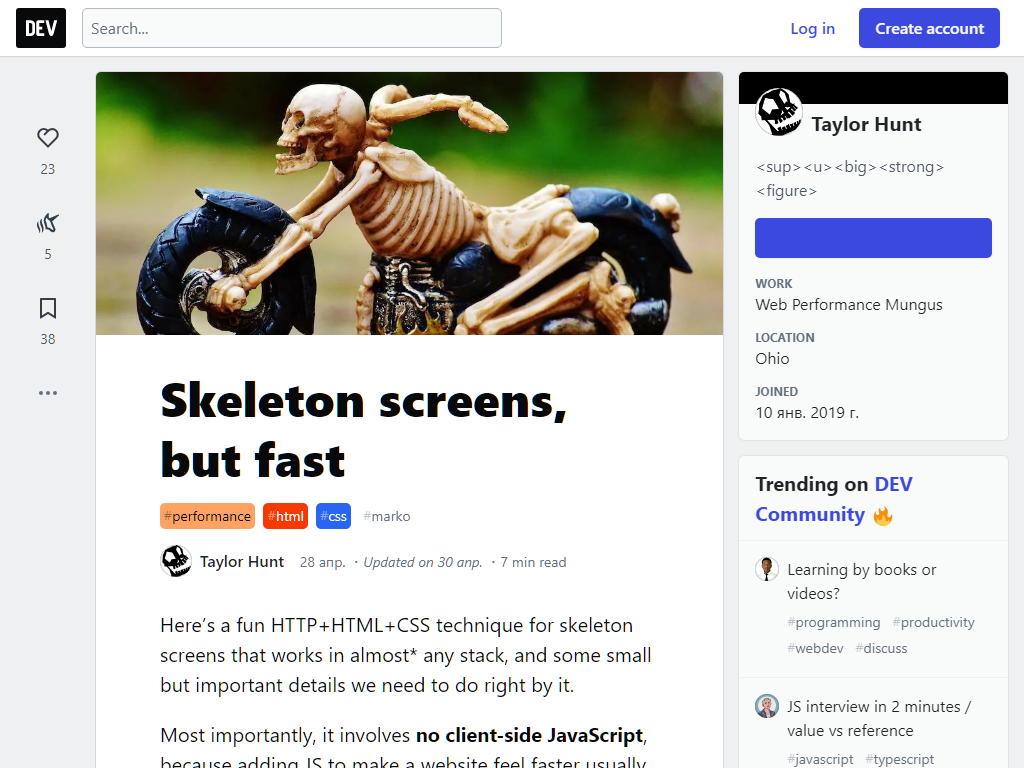 DEV
Search...
Log in
Create account
23
5
38
Skeleton screens,
but fast
#performance #html #css #marko
Taylor Hunt 28 апр. · Updated on 30 апр. · 7 min read
Here’s a fun HTTP+HTML+CSS technique for skeleton
screens that works in almost* any stack, and some small
but important details we need to do right by it.
Most importantly, it involves no client-side JavaScript,
because adding JS to make a website feel faster usually
Taylor Hunt
<sup><u><big><strong>
<figure>
WORK
Web Performance Mungus
LOCATION
Ohio
JOINED
10 янв. 2019 г.
Trending on DEV
Community 🔥
Learning by books or
videos?
#programming #productivity
#webdev #discuss
JS interview in 2 minutes /
value vs reference
#javascript #typescript